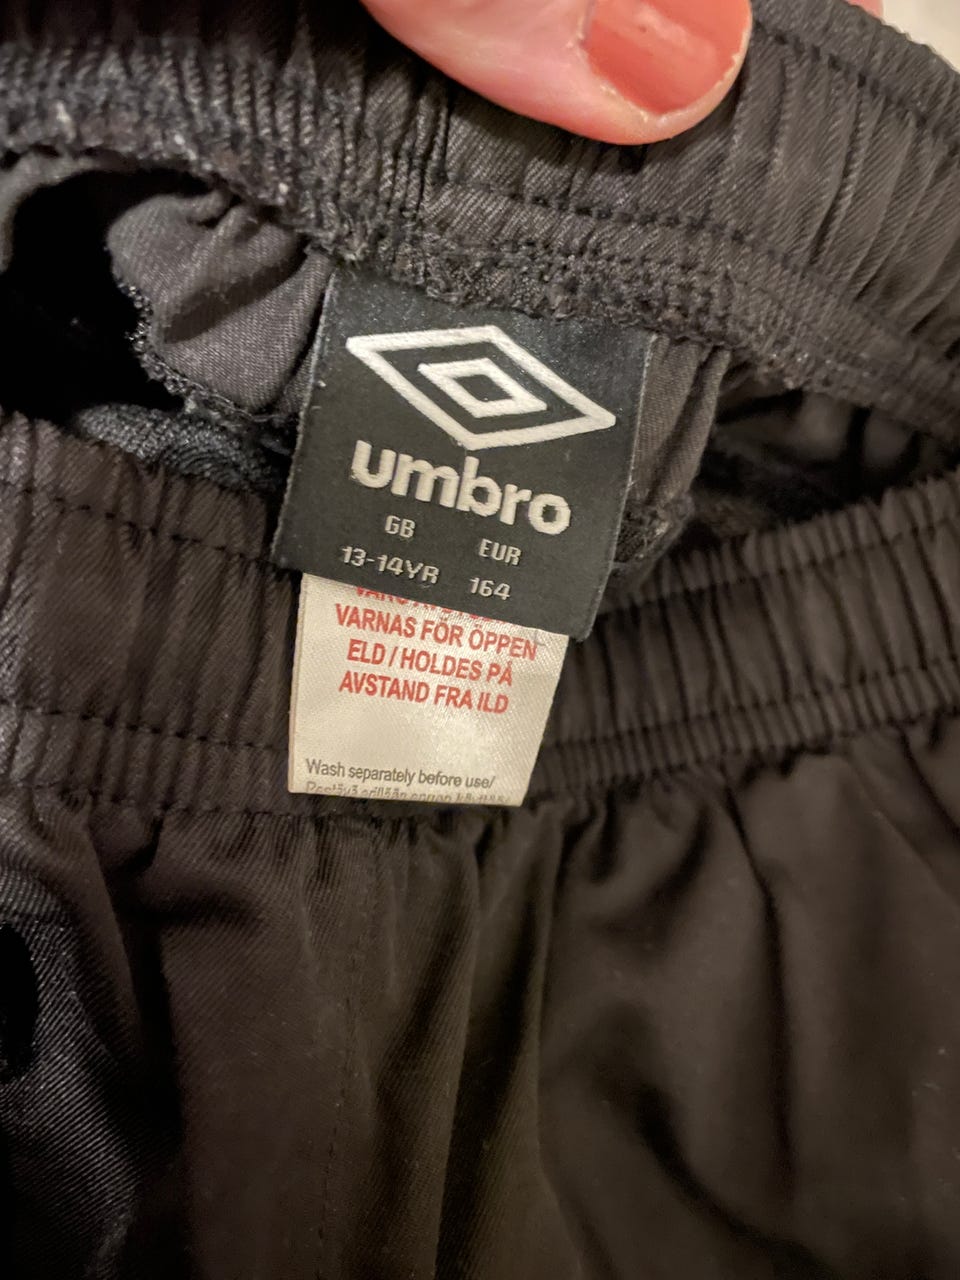 umbro
GB EUR
13-14YR 164
VARNAS FÖR ÖPPEN
ELD / HOLDES PÅ
AVSTAND FRA ILD
Wash separately before use/